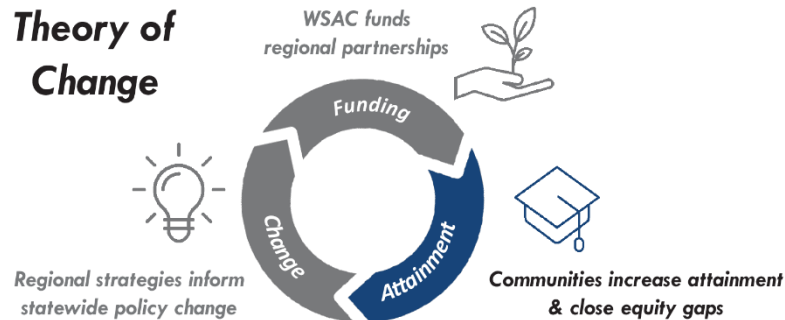 Theory of
Change
WSAC funds
regional partnerships
Funding
Attainment
Communities increase attainment
& close equity gaps
Change
Regional strategies inform
statewide policy change